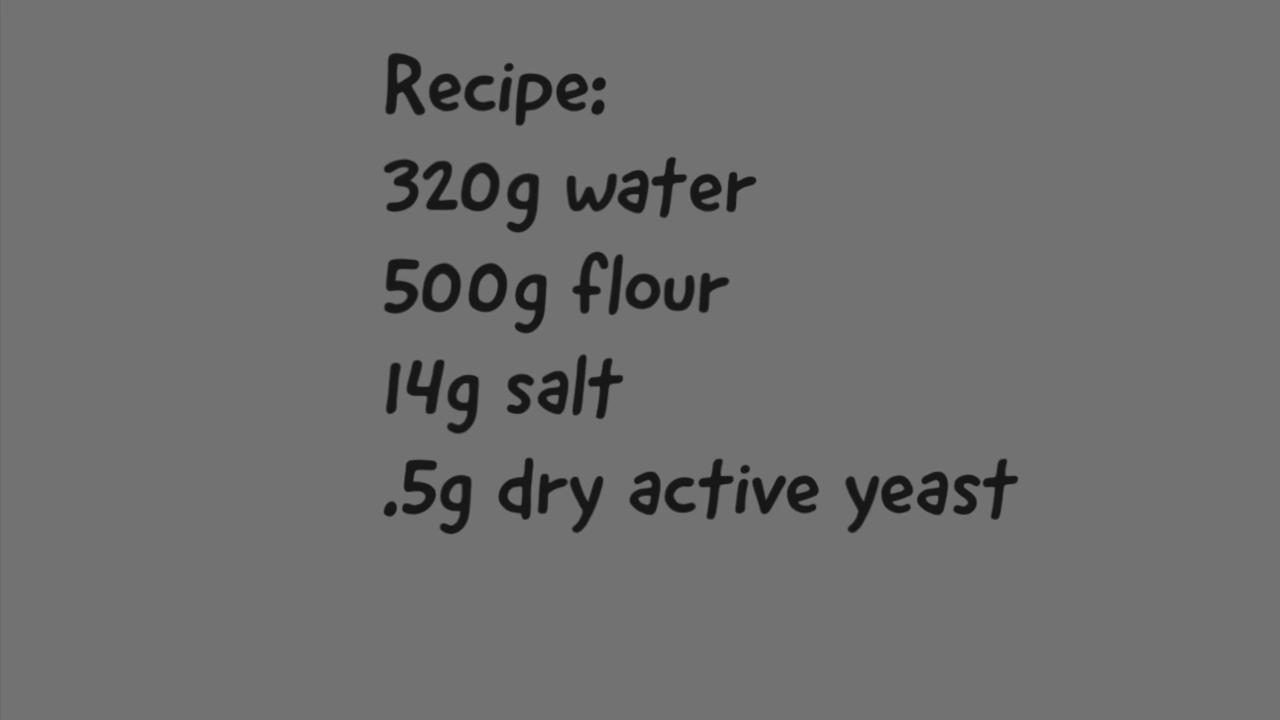 Recipe:
320g water
500g flour
14g salt
.5g dry active yeast